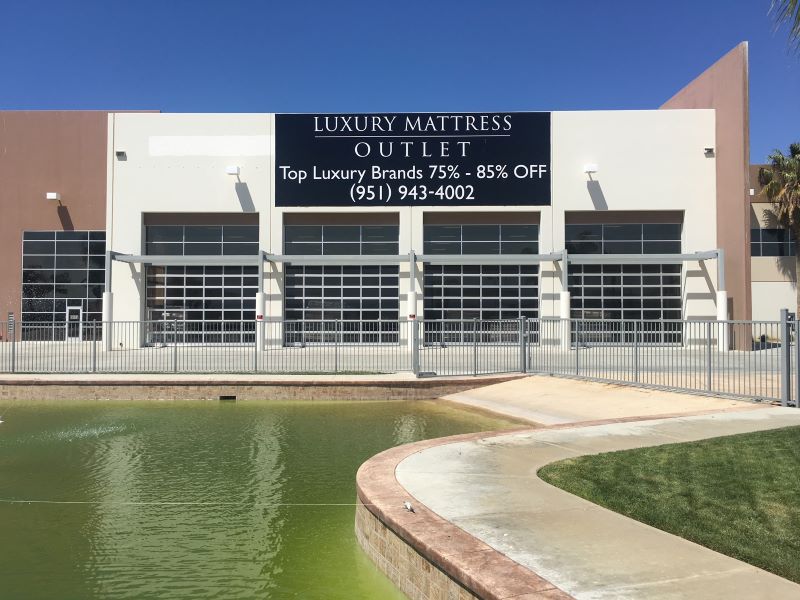 LUXURY MATTRESS
OUTLET
Top Luxury Brands 75% - 85% OFF
(951) 943-4002